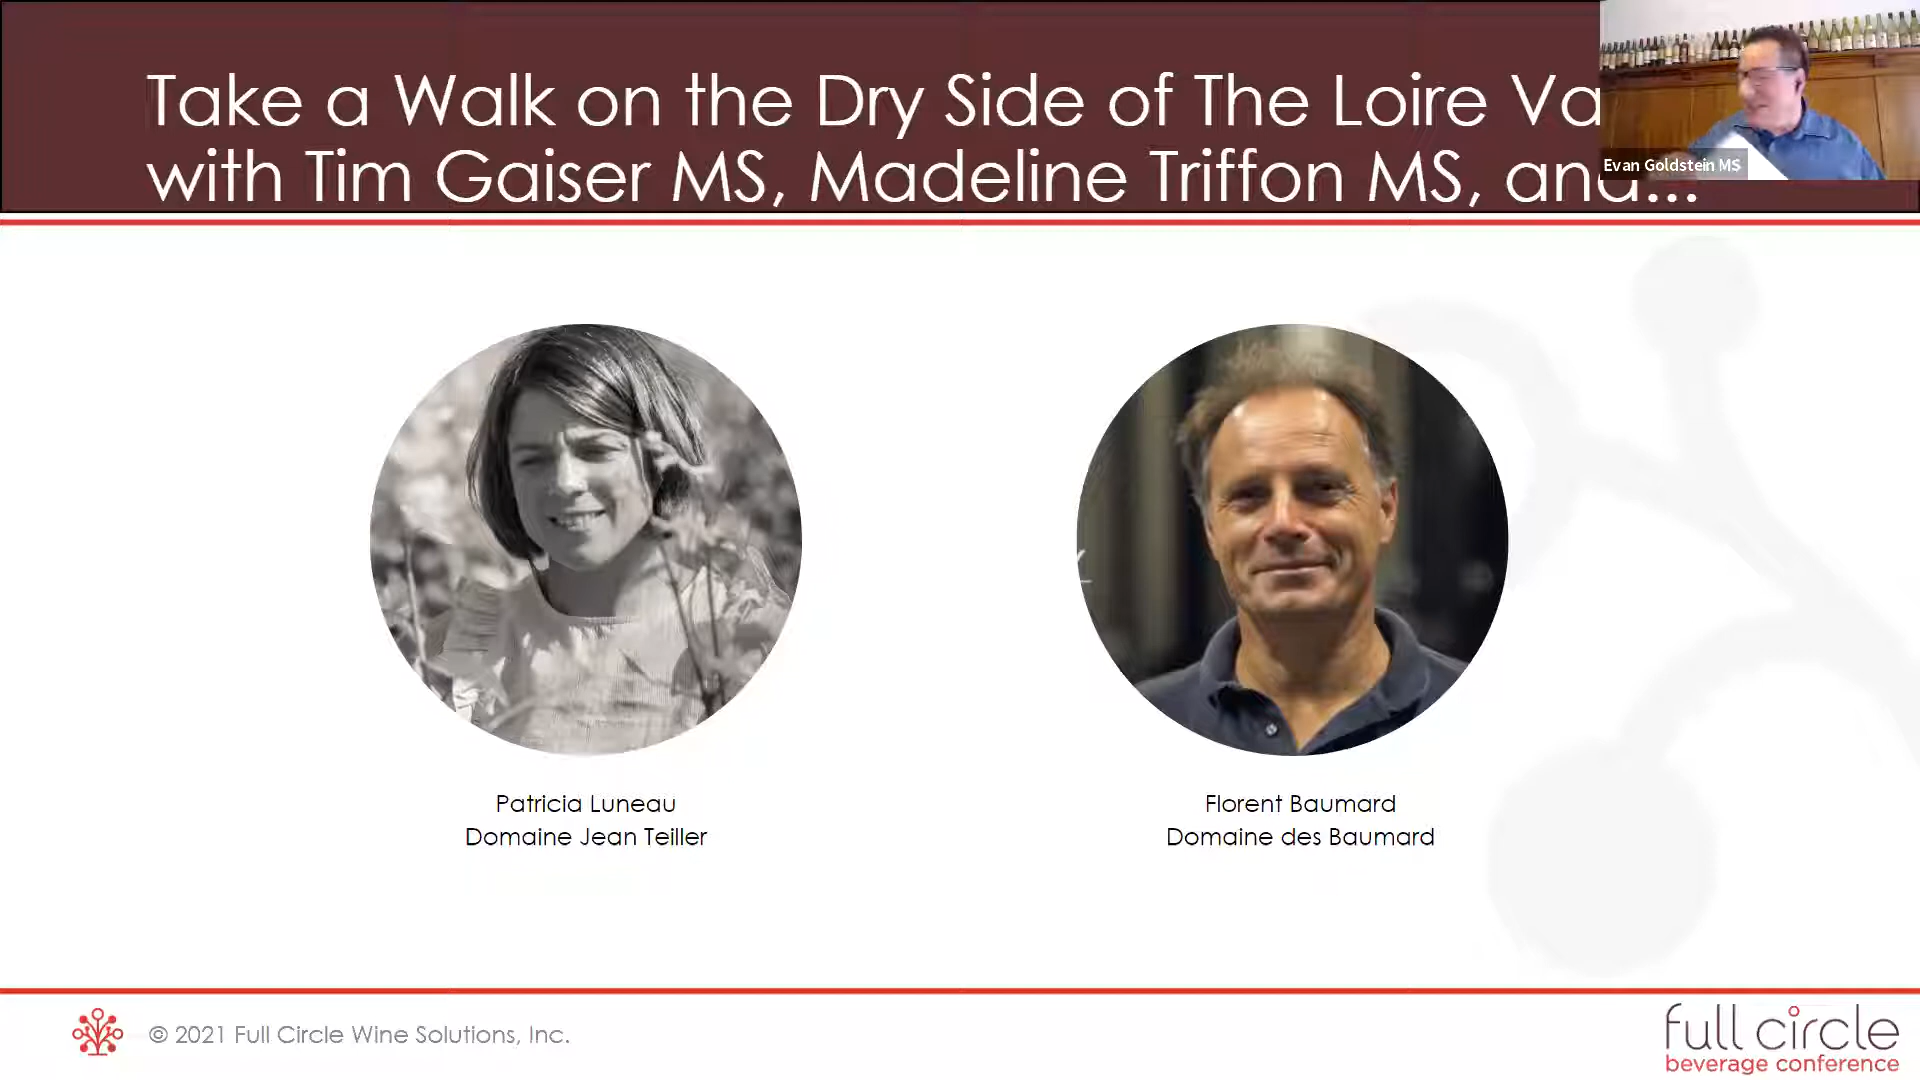 Take a Walk on the Dry Side of The Loire Va
with Tim Gaiser MS, Madeline Triffon MS, and...
Evan Goldstein MS
Patricia Luneau
Domaine Jean Teiller
Florent Baumard
Domaine des Baumard
© 2021 Full Circle Wine Solutions, Inc.
full circle
beverage conference